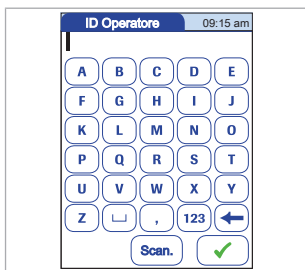 ID Operatore 09:15 am
A B C D E
F G H I J
K L M N O
P Q R S T
U V W X Y
Z ⌴ , 123 ←
Scan. ✓